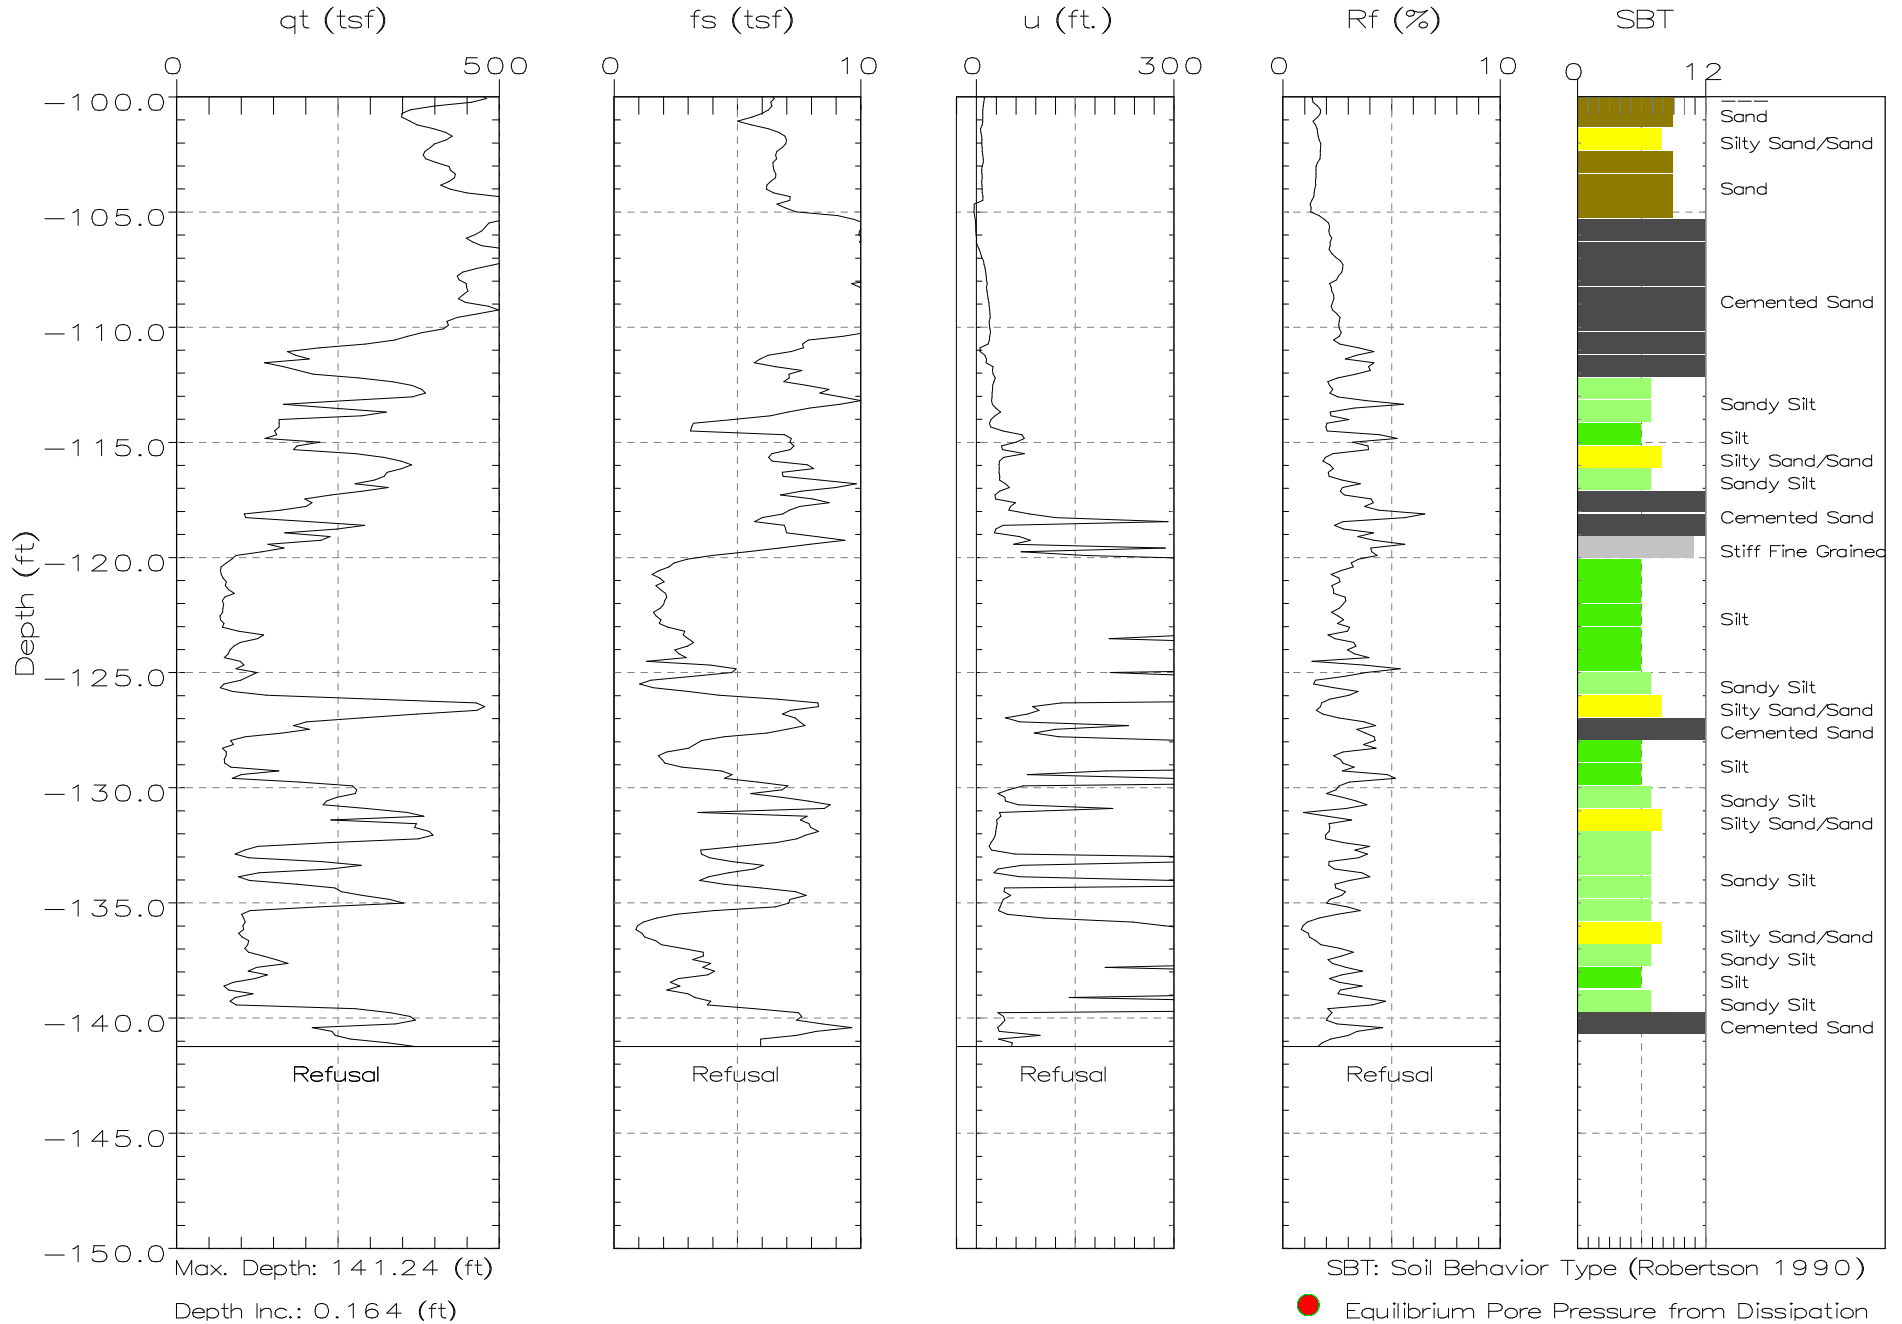 qt (tsf) fs (tsf) u (ft.) Rf (%) SBT
0 500 0 10 0 300 0 10 0 12
-100.0
Sand
Silty Sand/Sand
Sand
-105.0
Cemented Sand
-110.0
Sandy Silt
Silt
-115.0
Silty Sand/Sand
Sandy Silt
Cemented Sand
Stiff Fine Grained
-120.0
Silt
Depth (ft)
-125.0
Sandy Silt
Silty Sand/Sand
Cemented Sand
Silt
-130.0
Sandy Silt
Silty Sand/Sand
Sandy Silt
-135.0
Silty Sand/Sand
Sandy Silt
Silt
Sandy Silt
-140.0
Cemented Sand
Refusal Refusal Refusal Refusal
-145.0
-150.0
Max. Depth: 141.24 (ft) SBT: Soil Behavior Type (Robertson 1990)
Depth Inc.: 0.164 (ft) Equilibrium Pore Pressure from Dissipation